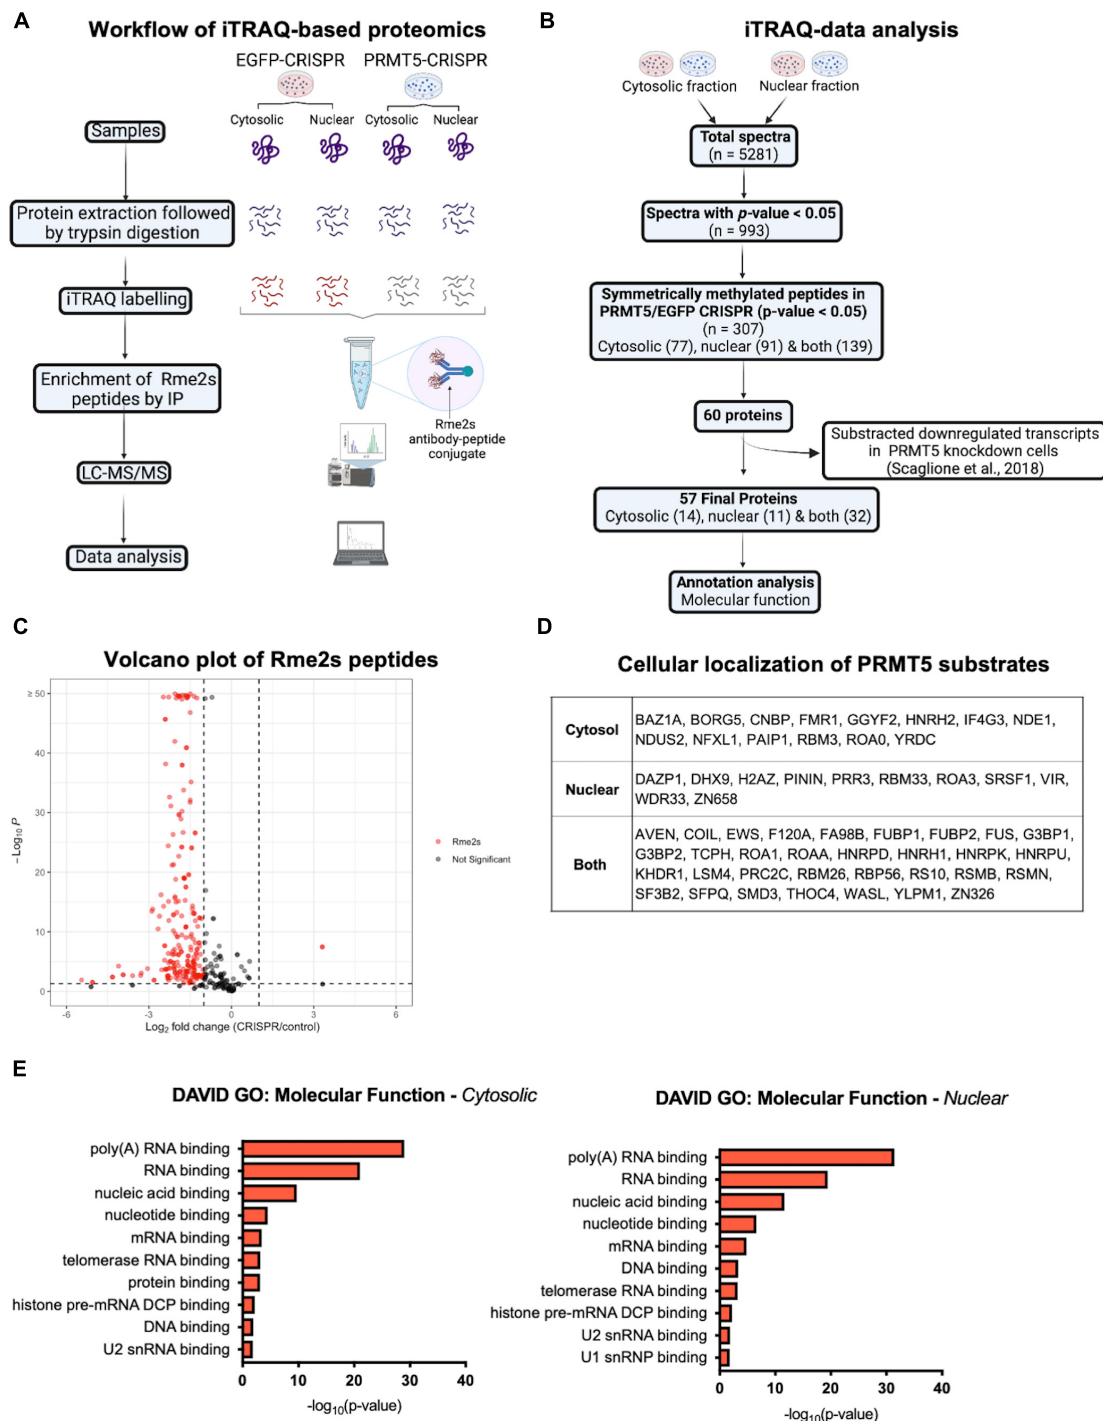 A
Workflow of iTRAQ-based proteomics
EGFP-CRISPR
PRMT5-CRISPR
Cytosolic
Nuclear
Cytosolic
Nuclear
Samples
Protein extraction followed
by trypsin digestion
iTRAQ labelling
Enrichment of Rme2s
peptides by IP
Rme2s
antibody-peptide
conjugate
LC-MS/MS
Data analysis
B
iTRAQ-data analysis
Cytosolic fraction
Nuclear fraction
Total spectra
(n = 5281)
Spectra with p-value < 0.05
(n = 993)
Symmetrically methylated peptides in
PRMT5/EGFP CRISPR (p-value < 0.05)
(n = 307)
Cytosolic (77), nuclear (91) & both (139)
60 proteins
Substracted downregulated transcripts
in PRMT5 knockdown cells
(Scaglione et al., 2018)
57 Final Proteins
Cytosolic (14), nuclear (11) & both (32)
Annotation analysis
Molecular function
C
Volcano plot of Rme2s peptides
≥ 50
40
30
20
10
0
− Log10 P
-6
-3
0
3
6
Log2 fold change (CRISPR/control)
Rme2s
Not Significant
D
Cellular localization of PRMT5 substrates
Cytosol
BAZ1A, BORG5, CNBP, FMR1, GGYF2, HNRH2, IF4G3, NDE1,
NDUS2, NFXL1, PAIP1, RBM3, ROA0, YRDC
Nuclear
DAZP1, DHX9, H2AZ, PININ, PRR3, RBM33, ROA3, SRSF1, VIR,
WDR33, ZN658
Both
AVEN, COIL, EWS, F120A, FA98B, FUBP1, FUBP2, FUS, G3BP1,
G3BP2, TCPH, ROA1, ROAA, HNRPD, HNRH1, HNRPK, HNRPU,
KHDR1, LSM4, PRC2C, RBM26, RBP56, RS10, RSMB, RSMN,
SF3B2, SFPQ, SMD3, THOC4, WASL, YLPM1, ZN326
E
DAVID GO: Molecular Function - Cytosolic
poly(A) RNA binding
RNA binding
nucleic acid binding
nucleotide binding
mRNA binding
telomerase RNA binding
protein binding
histone pre-mRNA DCP binding
DNA binding
U2 snRNA binding
0
10
20
30
40
-log10(p-value)
DAVID GO: Molecular Function - Nuclear
poly(A) RNA binding
RNA binding
nucleic acid binding
nucleotide binding
mRNA binding
DNA binding
telomerase RNA binding
histone pre-mRNA DCP binding
U2 snRNA binding
U1 snRNP binding
0
10
20
30
40
-log10(p-value)